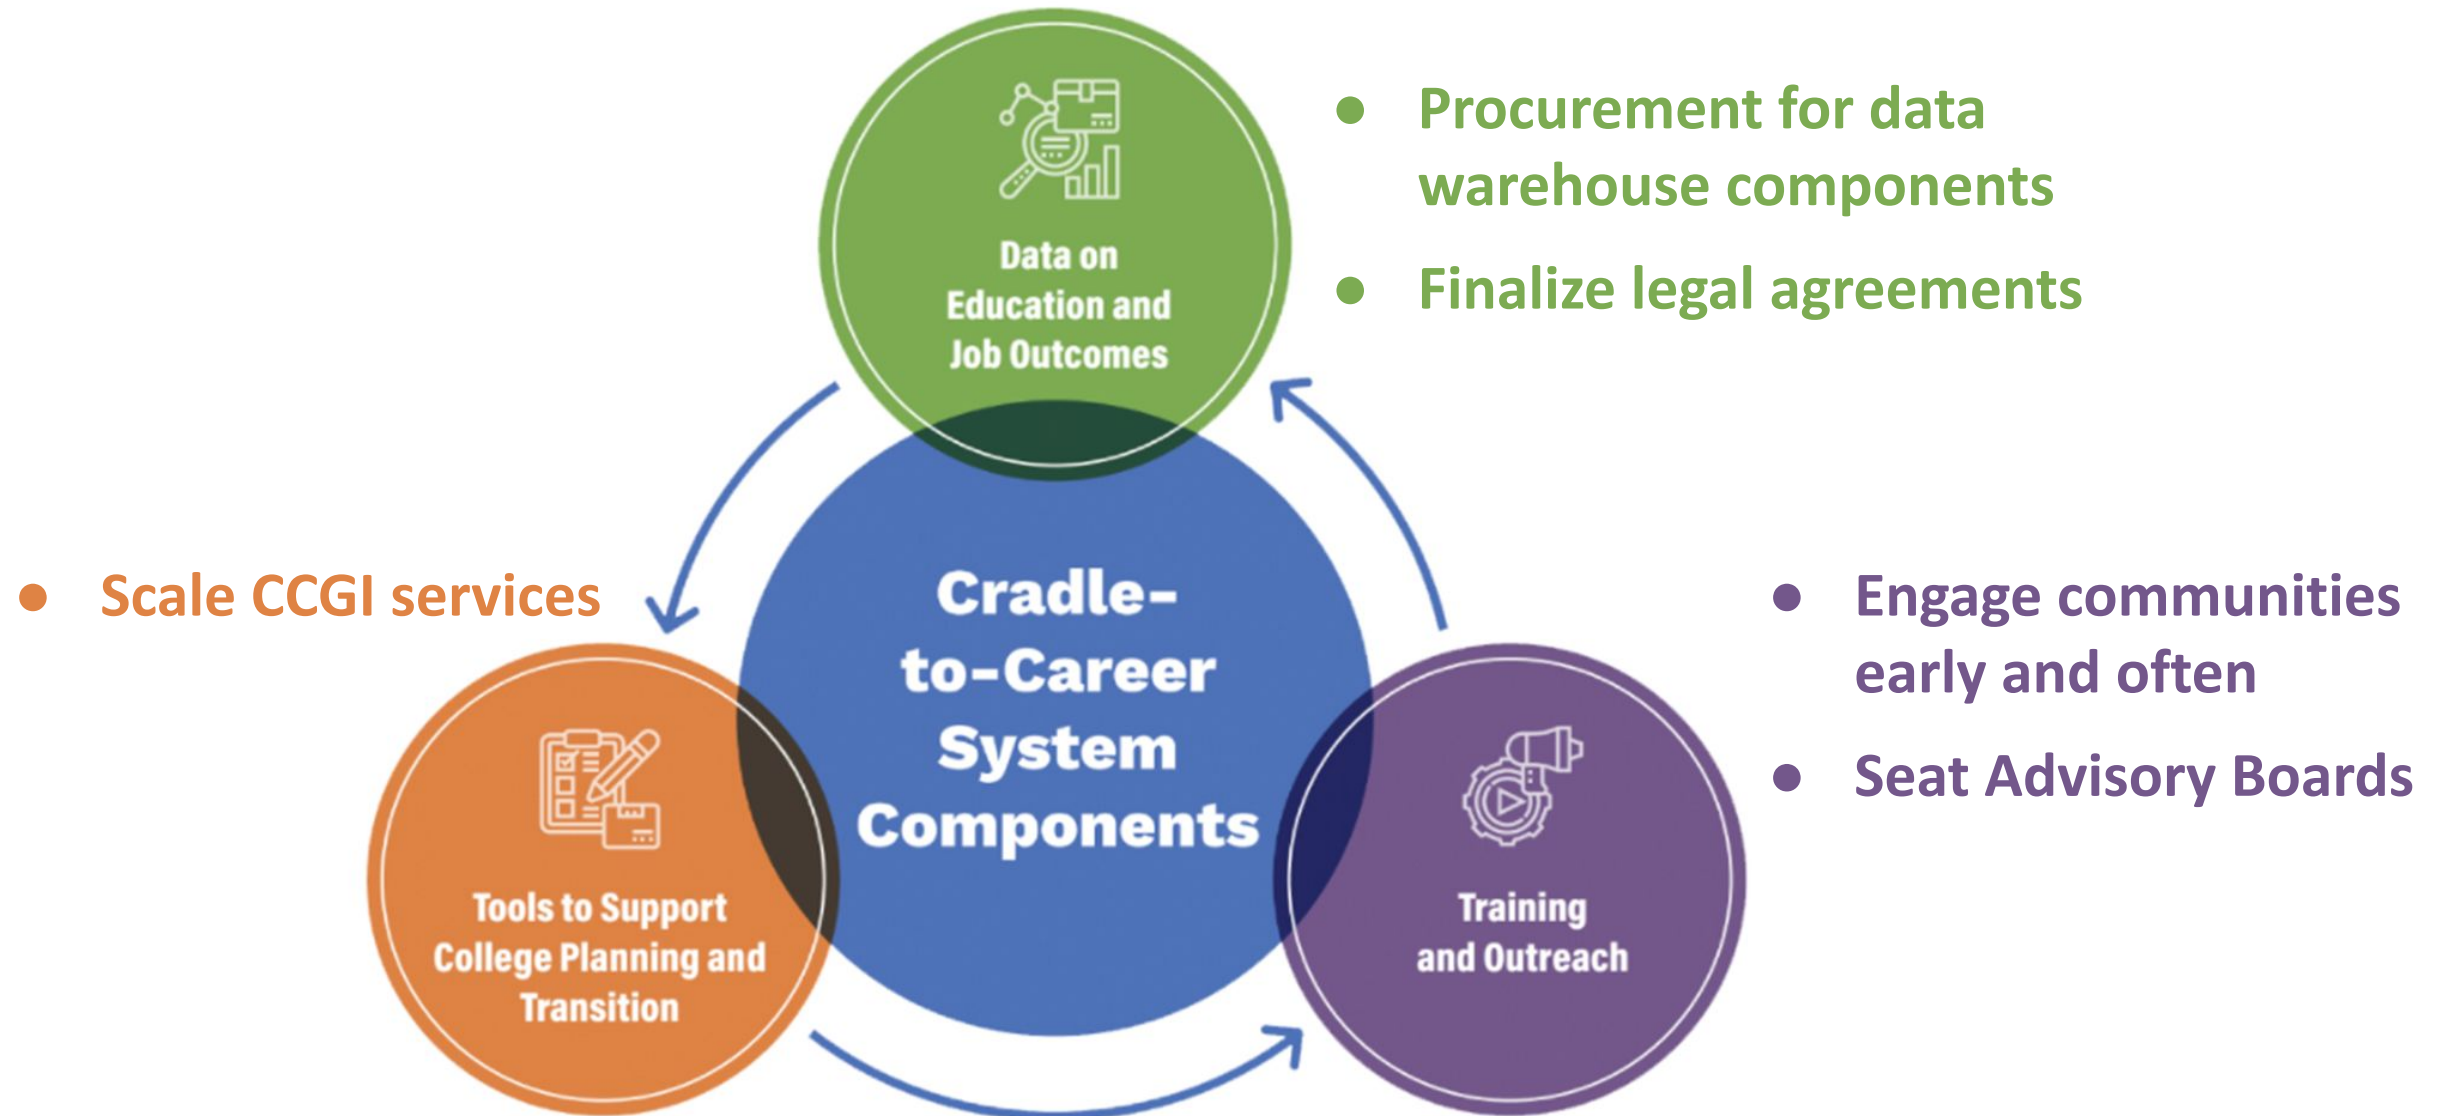 Data on
Education and
Job Outcomes
● Procurement for data
warehouse components
● Finalize legal agreements
● Scale CCGI services
Cradle-
to-Career
System
Components
● Engage communities
early and often
● Seat Advisory Boards
Tools to Support
College Planning and
Transition
Training
and Outreach